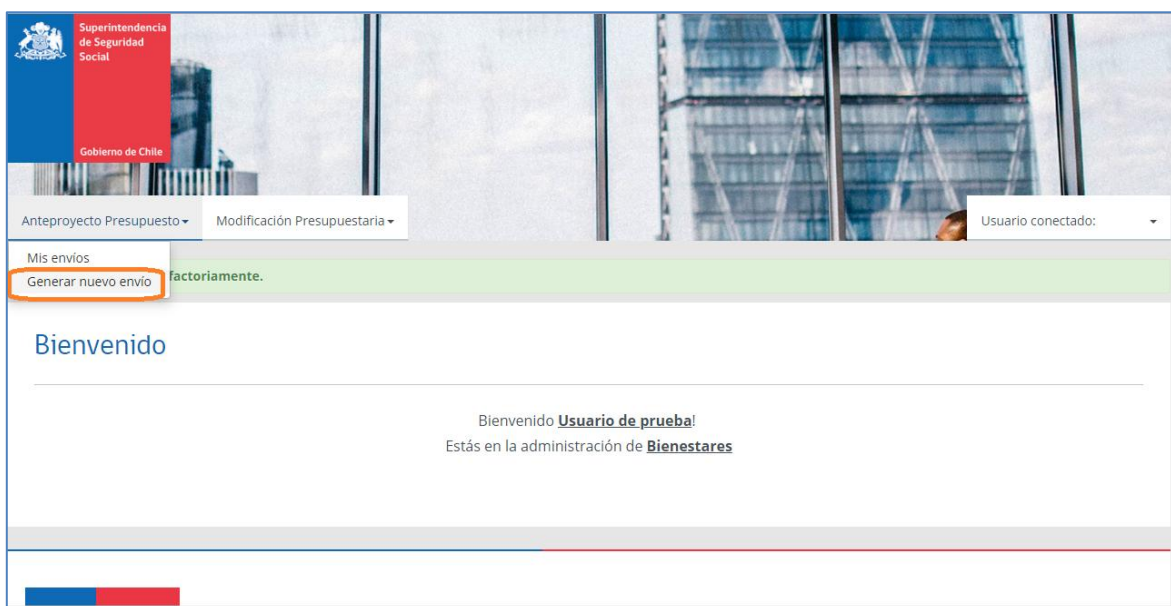 Superintendencia
de Seguridad
Social
Gobierno de Chile
Anteproyecto Presupuesto
Modificación Presupuestaria
Usuario conectado:
Mis envíos
Generar nuevo envío
factoriamente.
Bienvenido
Bienvenido Usuario de prueba!
Estás en la administración de Bienestares